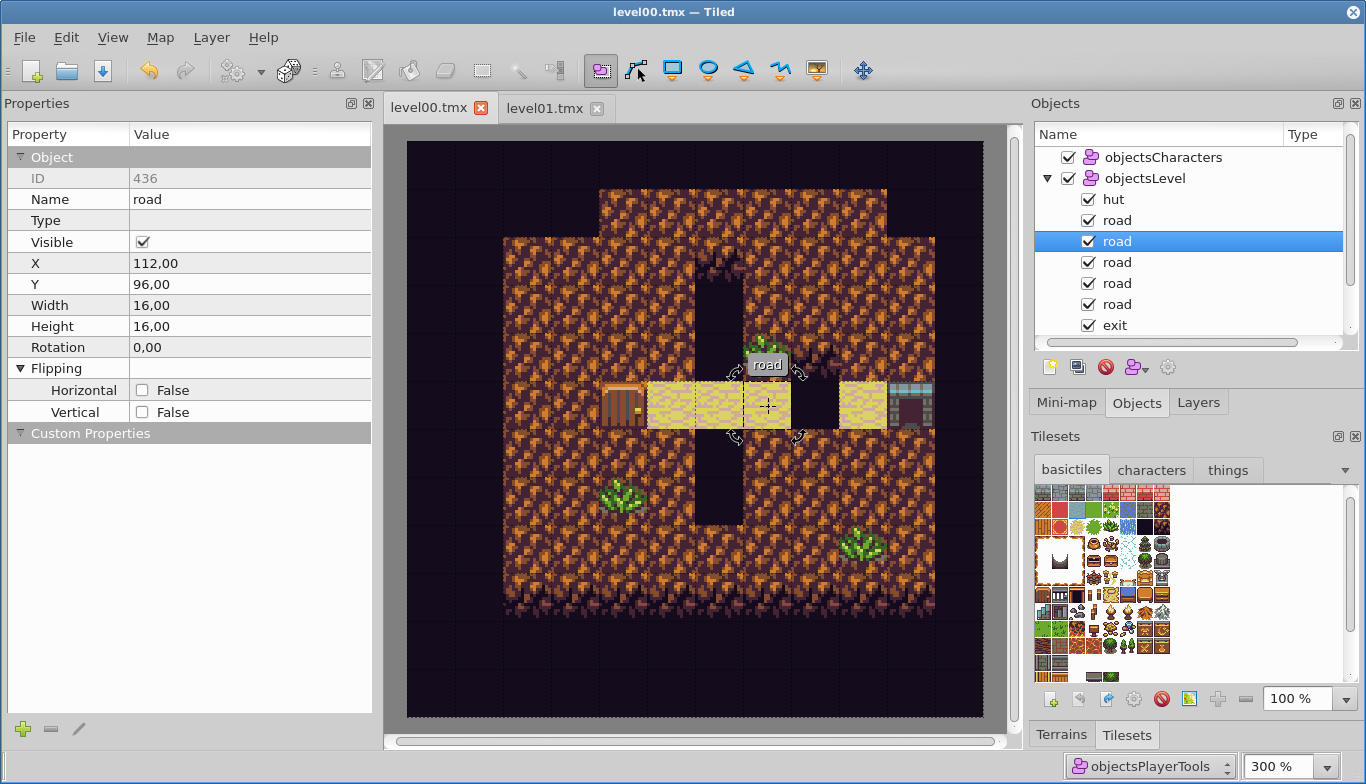 level00.tmx — Tiled
File Edit View Map Layer Help
Properties
Property Value
Object
ID 436
Name road
Type
Visible
X 112,00
Y 96,00
Width 16,00
Height 16,00
Rotation 0,00
Flipping
Horizontal False
Vertical False
Custom Properties
level00.tmx level01.tmx
road
Objects
Name Type
objectsCharacters
objectsLevel
hut
road
road
road
road
road
exit
Mini-map Objects Layers
Tilesets
basictiles characters things
100 %
Terrains Tilesets
objectsPlayerTools 300 %